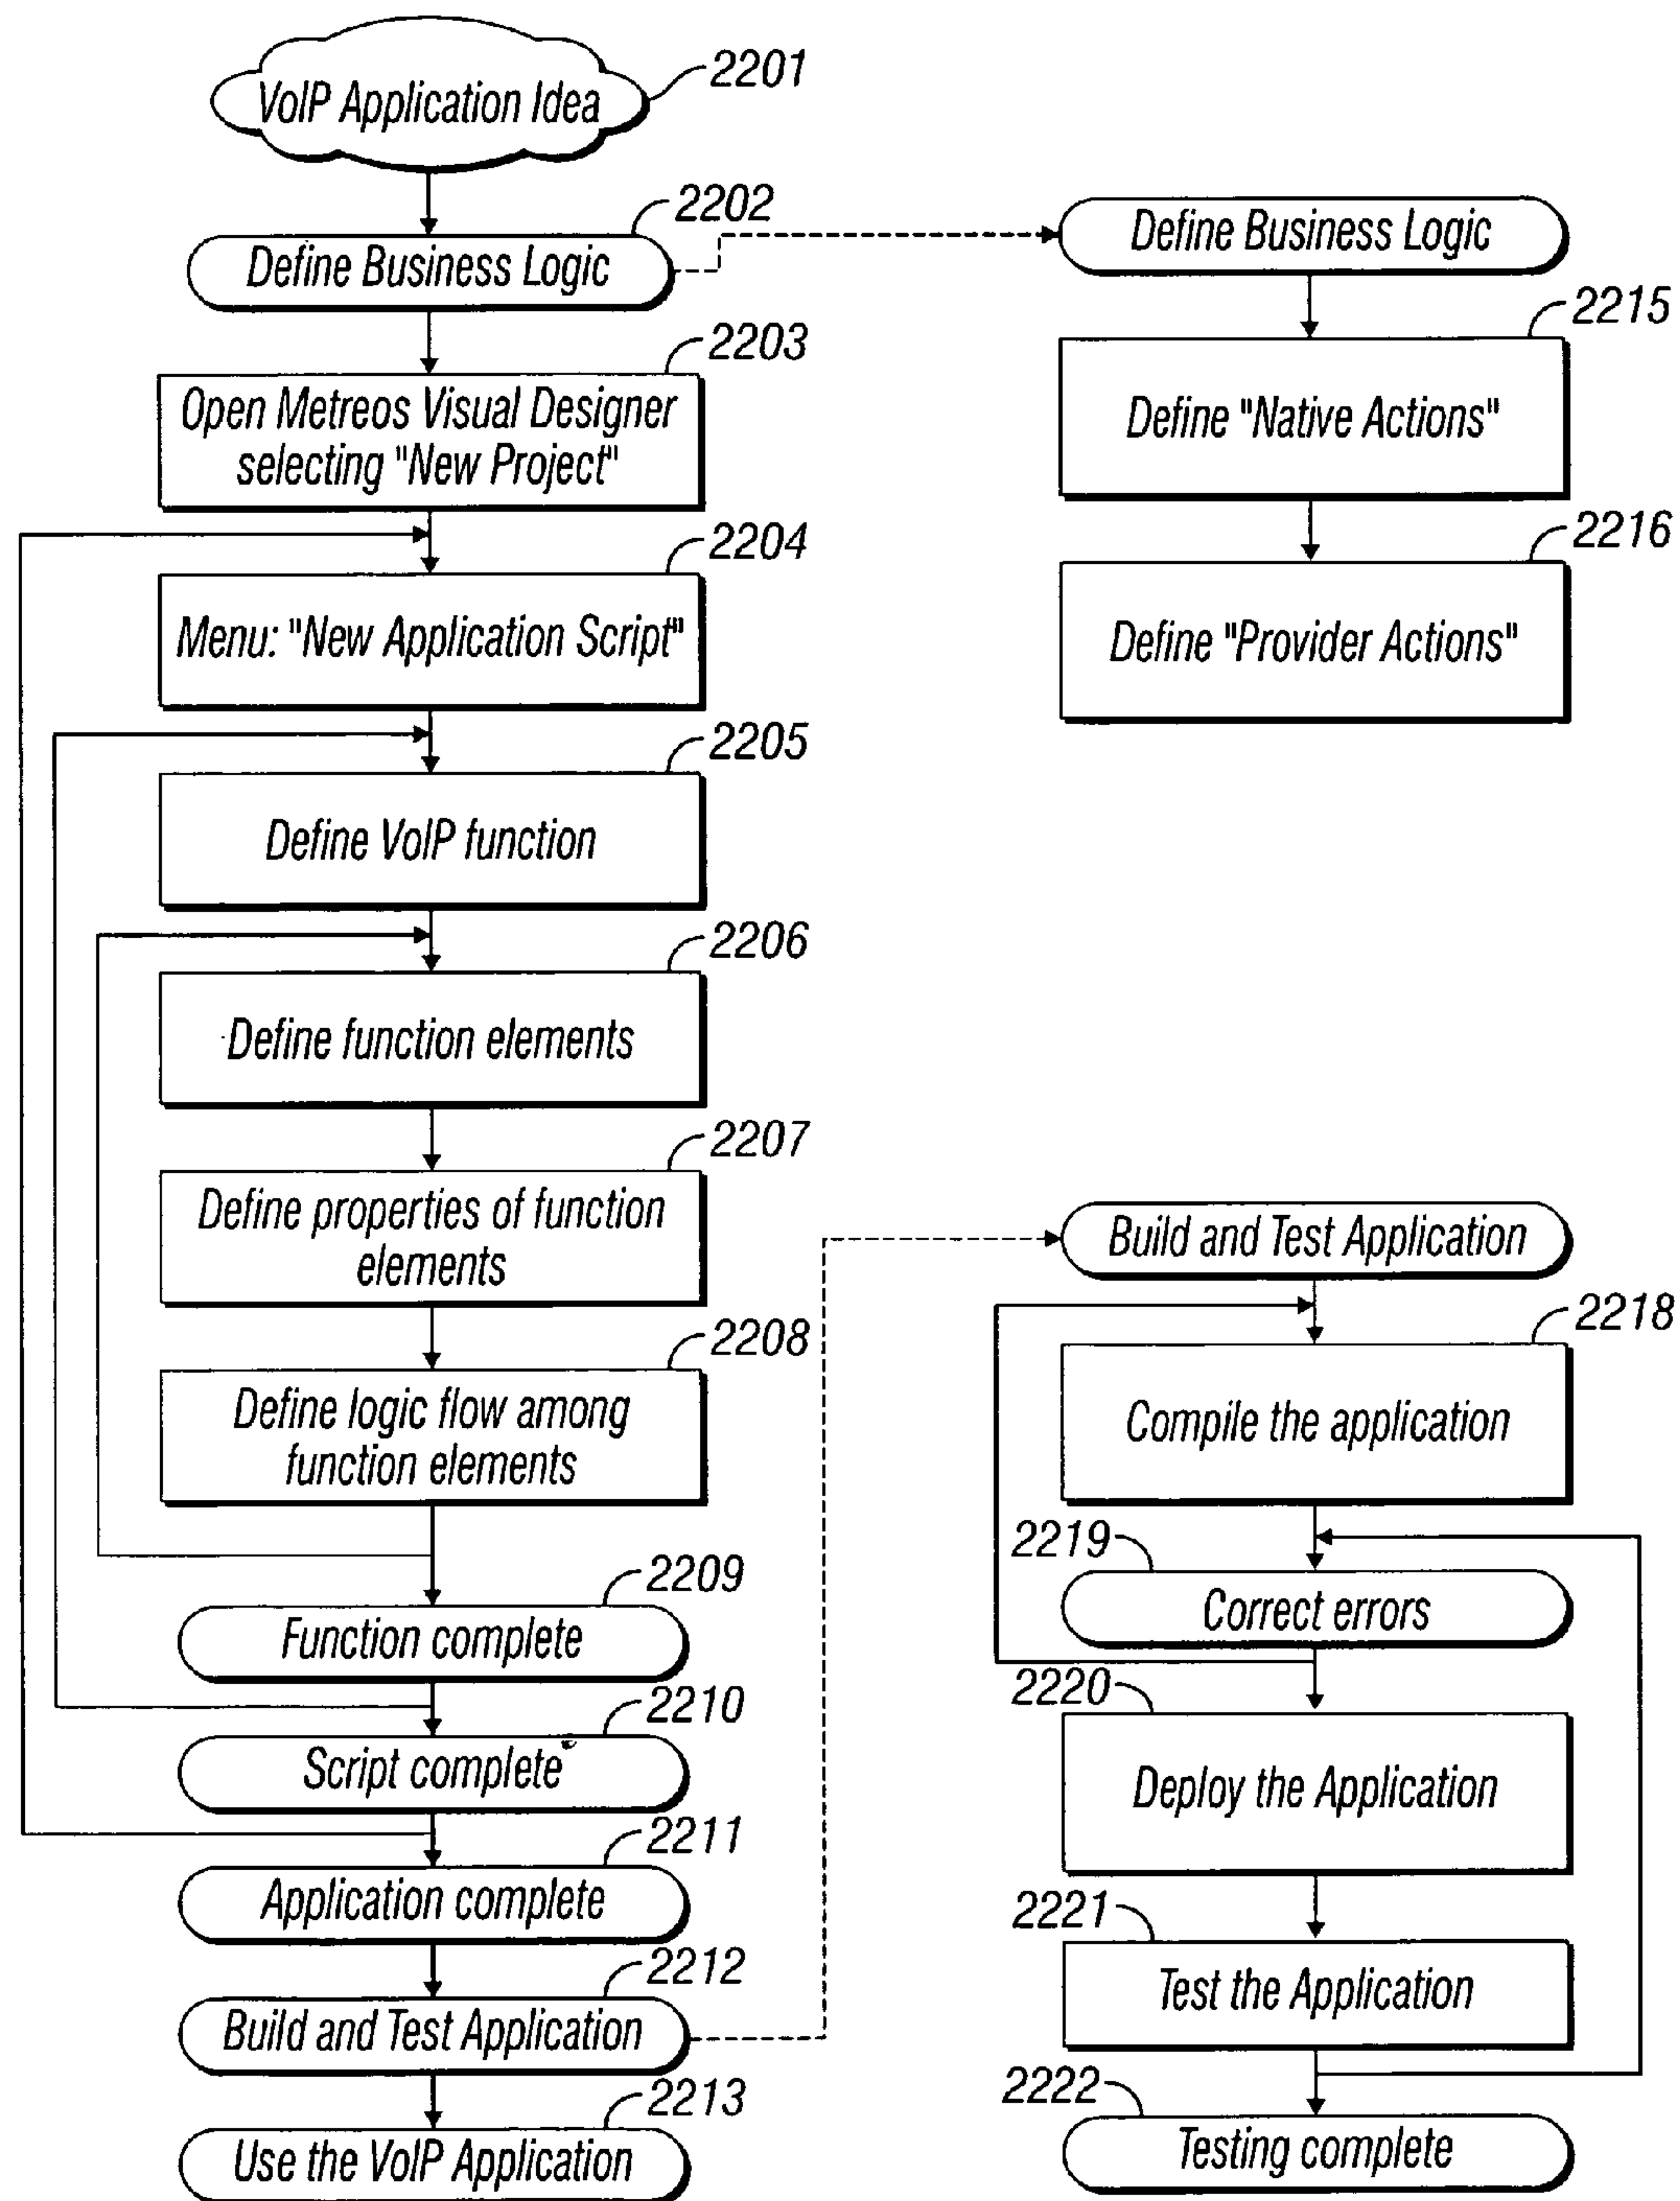 VoIP Application Idea
2201
Define Business Logic
2202
Open Metreos Visual Designer
selecting "New Project"
2203
Menu: "New Application Script"
2204
Define VoIP function
2205
Define function elements
2206
Define properties of function
elements
2207
Define logic flow among
function elements
2208
Function complete
2209
Script complete
2210
Application complete
2211
Build and Test Application
2212
Use the VoIP Application
2213
Define Business Logic
Define "Native Actions"
2215
Define "Provider Actions"
2216
Build and Test Application
Compile the application
2218
2219
Correct errors
2220
Deploy the Application
2221
Test the Application
2222
Testing complete